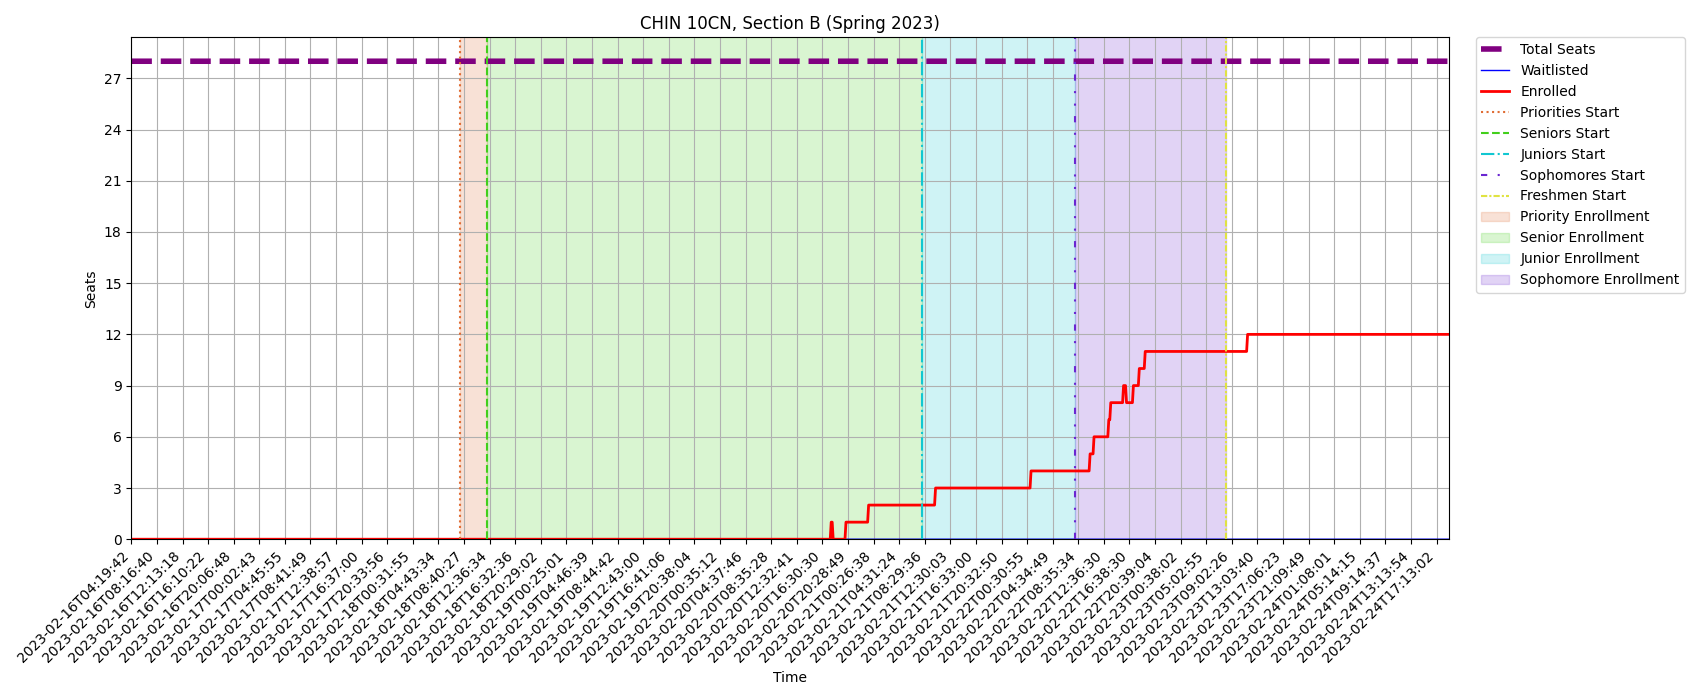 CHIN 10CN, Section B (Spring 2023)
Total Seats
Waitlisted
Enrolled
Priorities Start
Seniors Start
Juniors Start
Sophomores Start
Freshmen Start
Priority Enrollment
Senior Enrollment
Junior Enrollment
Sophomore Enrollment
Seats
27
24
21
18
15
12
9
6
3
0
2023-02-16T04:19:42
2023-02-16T08:16:40
2023-02-16T12:13:18
2023-02-16T16:10:22
2023-02-16T20:06:48
2023-02-17T00:02:43
2023-02-17T04:45:55
2023-02-17T08:41:49
2023-02-17T12:38:57
2023-02-17T16:37:00
2023-02-17T20:33:56
2023-02-18T00:31:55
2023-02-18T04:43:34
2023-02-18T08:40:27
2023-02-18T12:36:34
2023-02-18T16:32:36
2023-02-18T20:29:02
2023-02-19T00:25:01
2023-02-19T04:46:39
2023-02-19T08:44:42
2023-02-19T12:43:00
2023-02-19T16:41:06
2023-02-19T20:38:04
2023-02-20T00:35:12
2023-02-20T04:37:46
2023-02-20T08:35:28
2023-02-20T12:32:41
2023-02-20T16:30:30
2023-02-20T20:28:49
2023-02-21T00:26:38
2023-02-21T04:31:24
2023-02-21T08:29:36
2023-02-21T12:30:03
2023-02-21T16:33:00
2023-02-21T20:32:50
2023-02-22T00:30:55
2023-02-22T04:34:49
2023-02-22T08:35:34
2023-02-22T12:36:30
2023-02-22T16:38:30
2023-02-22T20:39:04
2023-02-23T00:38:02
2023-02-23T05:02:55
2023-02-23T09:02:26
2023-02-23T13:03:40
2023-02-23T17:06:23
2023-02-23T21:09:49
2023-02-24T01:08:01
2023-02-24T05:14:15
2023-02-24T09:14:37
2023-02-24T13:13:54
2023-02-24T17:13:02
Time